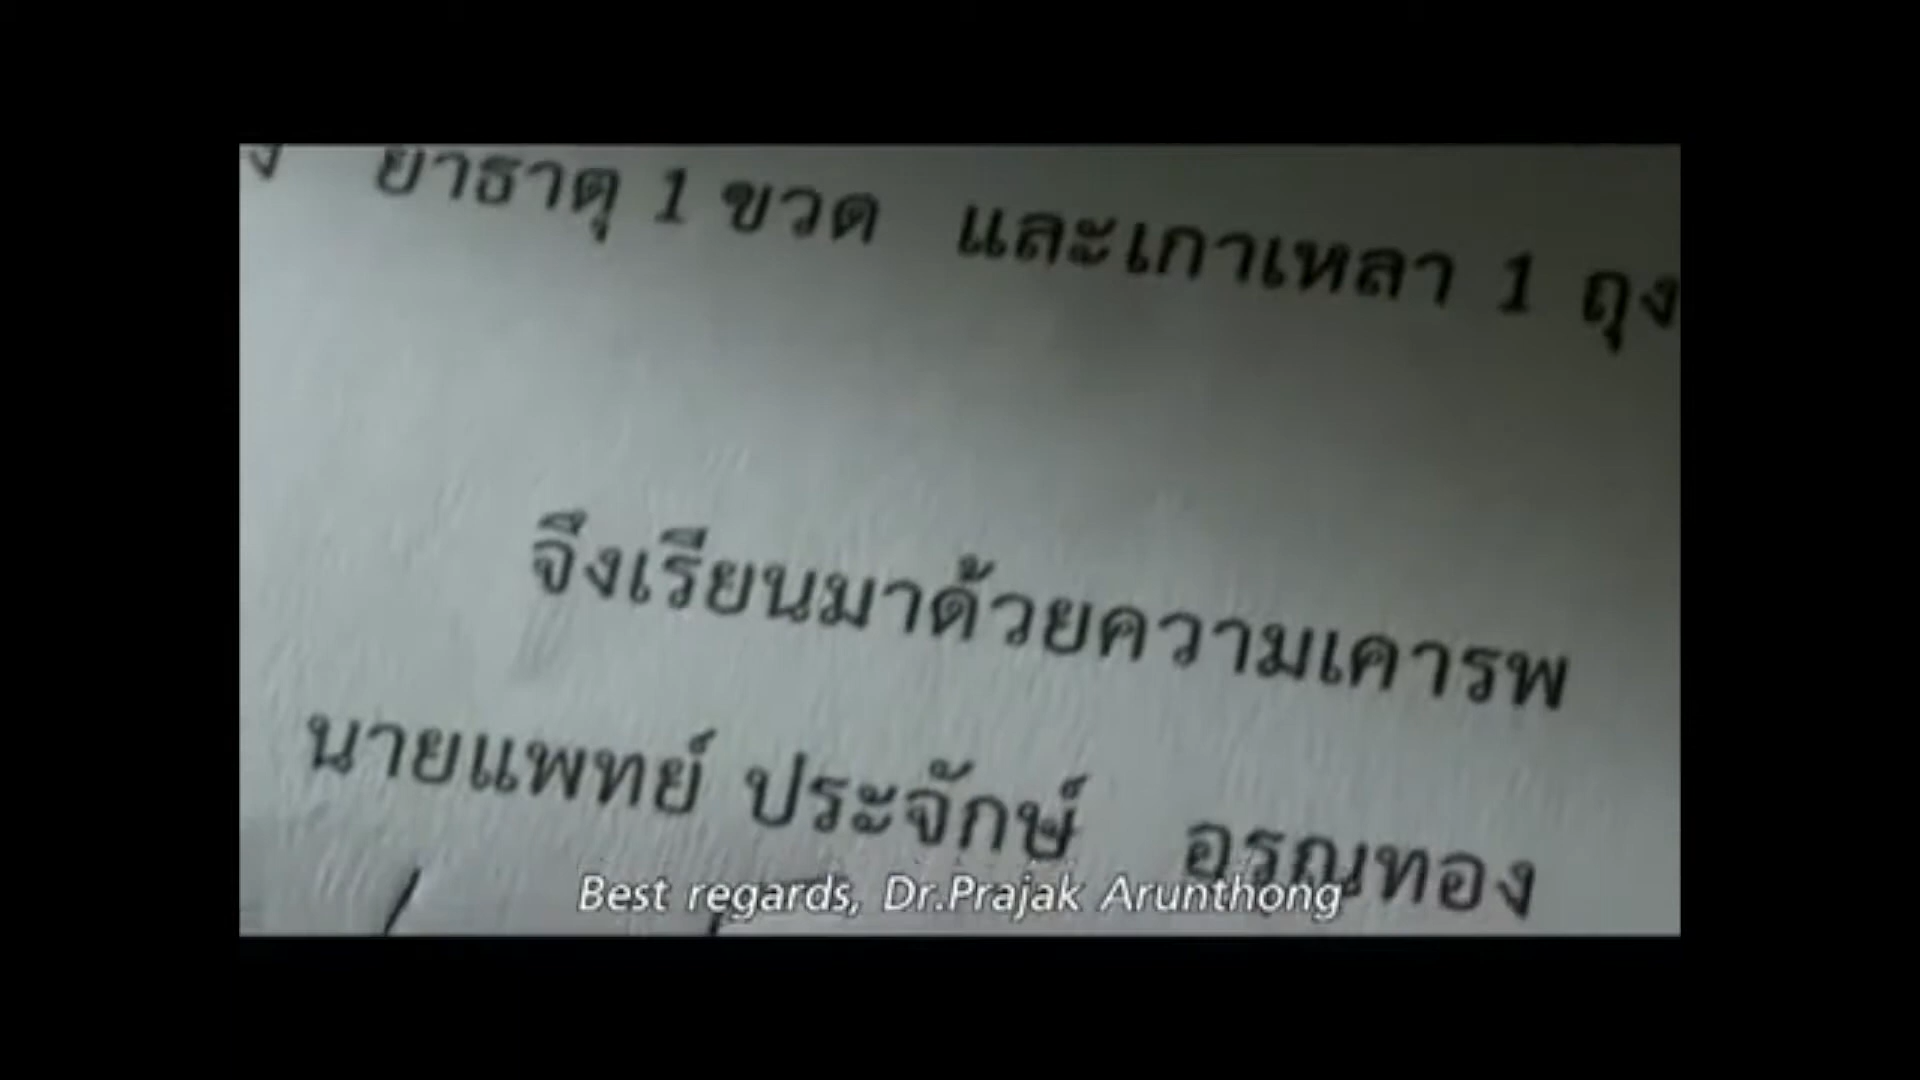 ง ยาธาตุ 1 ขวด และเกาเหลา 1 ถุง
จึงเรียนมาด้วยความเคารพ
นายแพทย์ ประจักษ์ อรุณทอง
Best regards, Dr.Prajak Arunthong